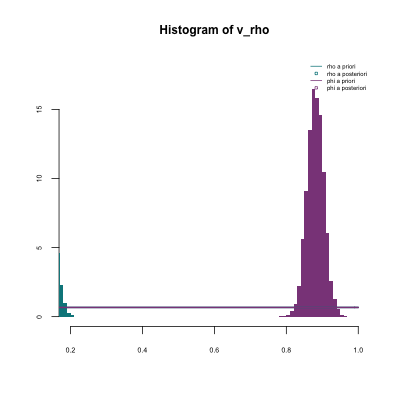 Histogram of v_rho
rho a priori
rho a posteriori
phi a priori
phi a posteriori
15
10
5
0
0.2 0.4 0.6 0.8 1.0